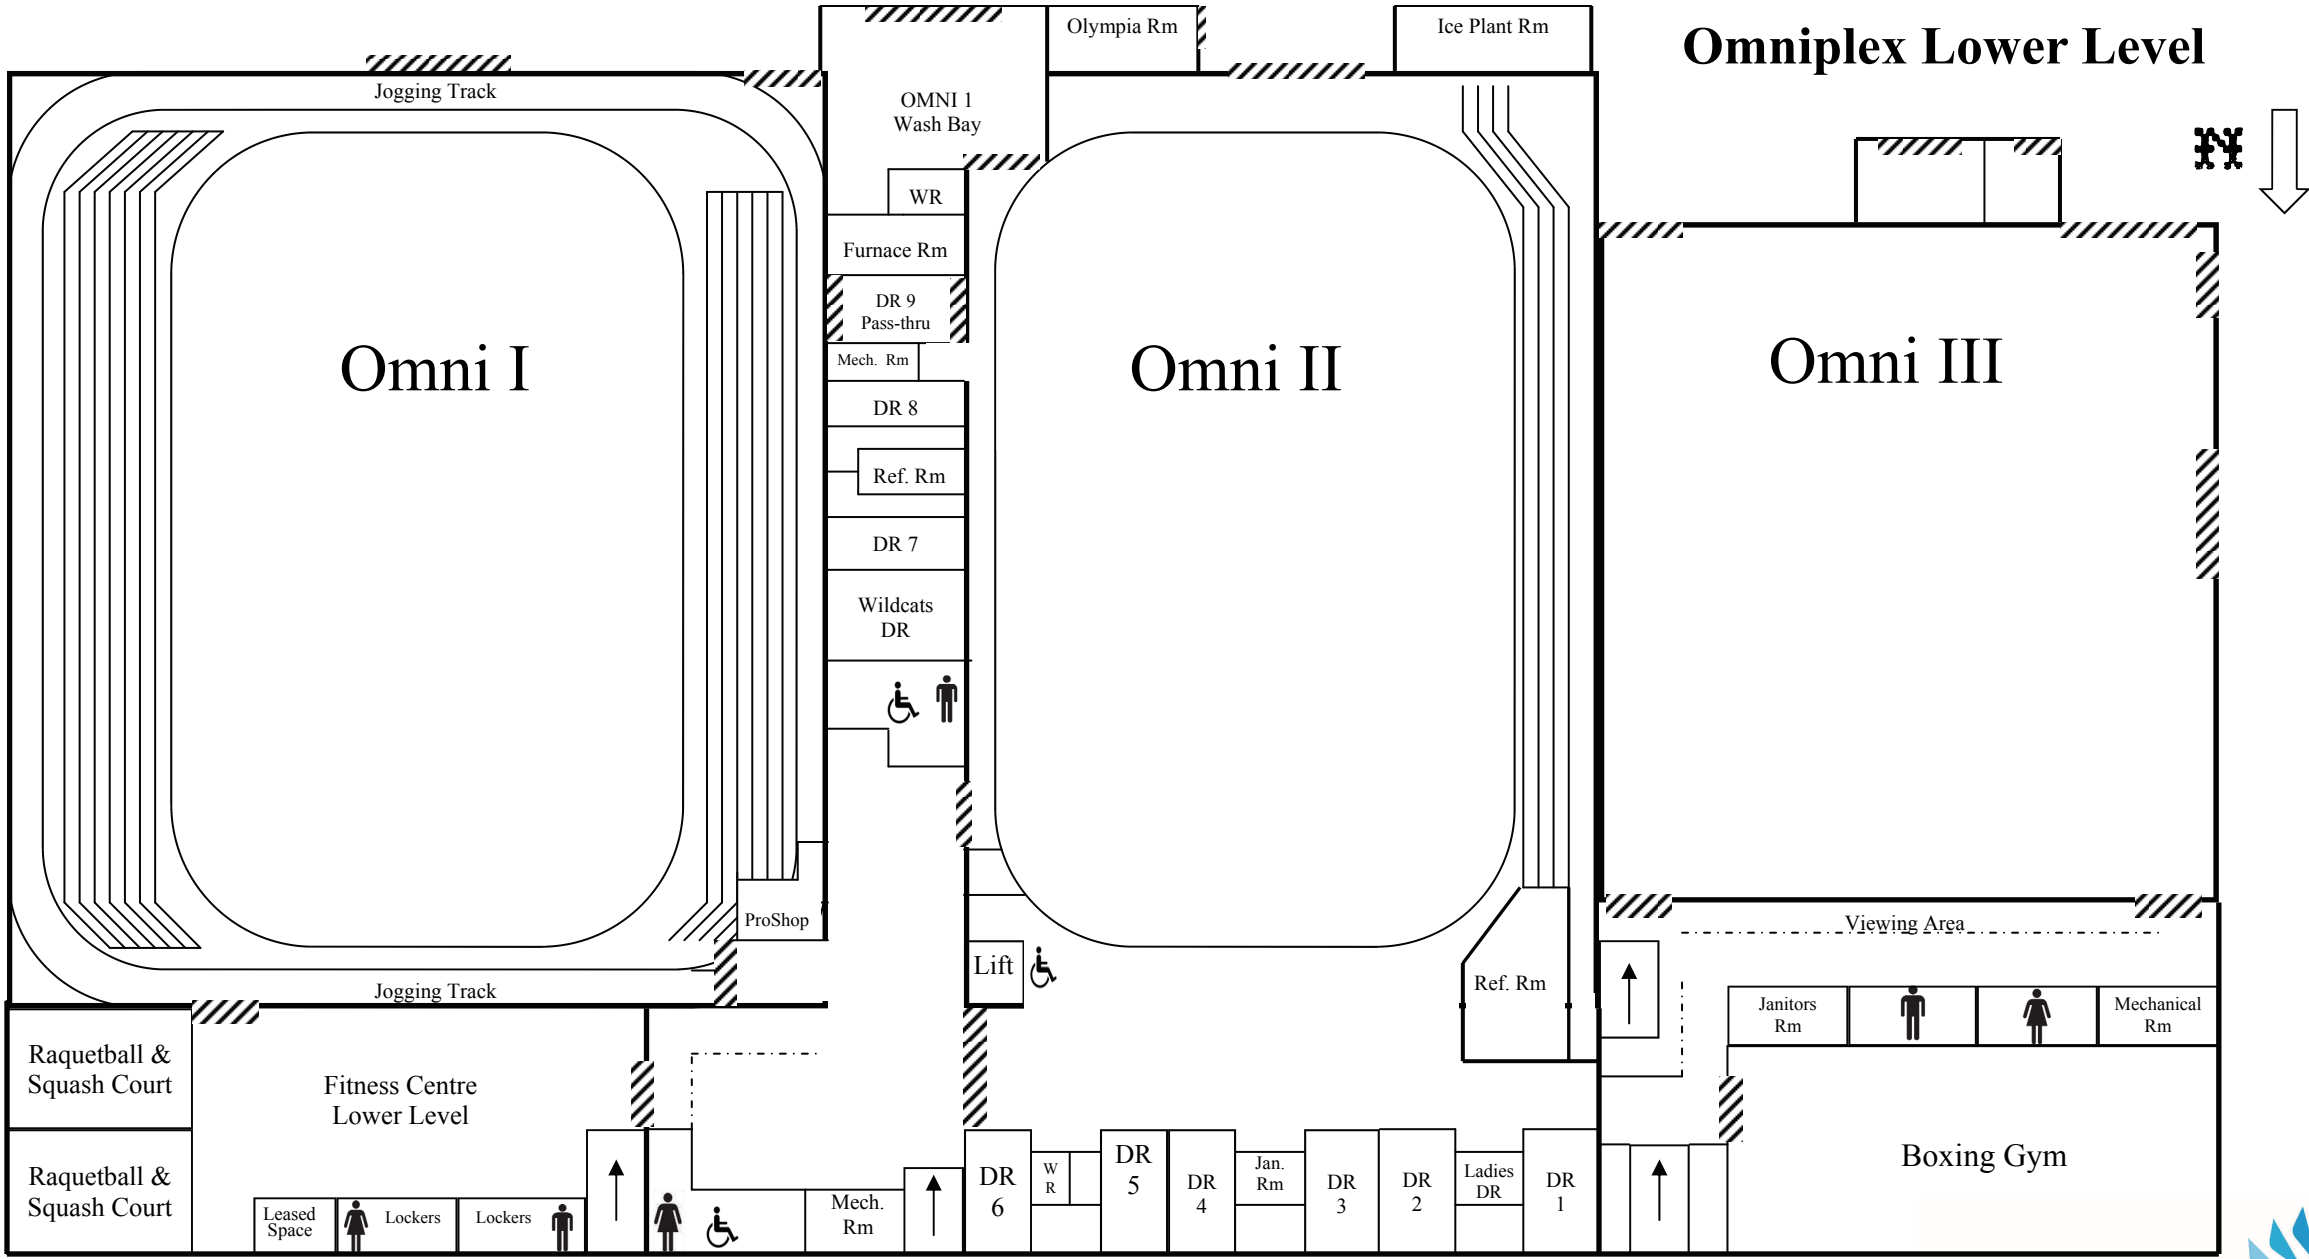 Omniplex Lower Level
N
Olympia Rm
Ice Plant Rm
Jogging Track
OMNI 1
Wash Bay
WR
Furnace Rm
DR 9
Pass-thru
Mech. Rm
DR 8
Ref. Rm
DR 7
Wildcats
DR
Omni I
Omni II
Omni III
ProShop
Lift
Jogging Track
Ref. Rm
Viewing Area
Janitors
Rm
Mechanical
Rm
Raquetball &
Squash Court
Fitness Centre
Lower Level
Raquetball &
Squash Court
Leased
Space
Lockers
Lockers
Mech.
Rm
DR
6
W
R
DR
5
DR
4
Jan.
Rm
DR
3
DR
2
Ladies
DR
DR
1
Boxing Gym